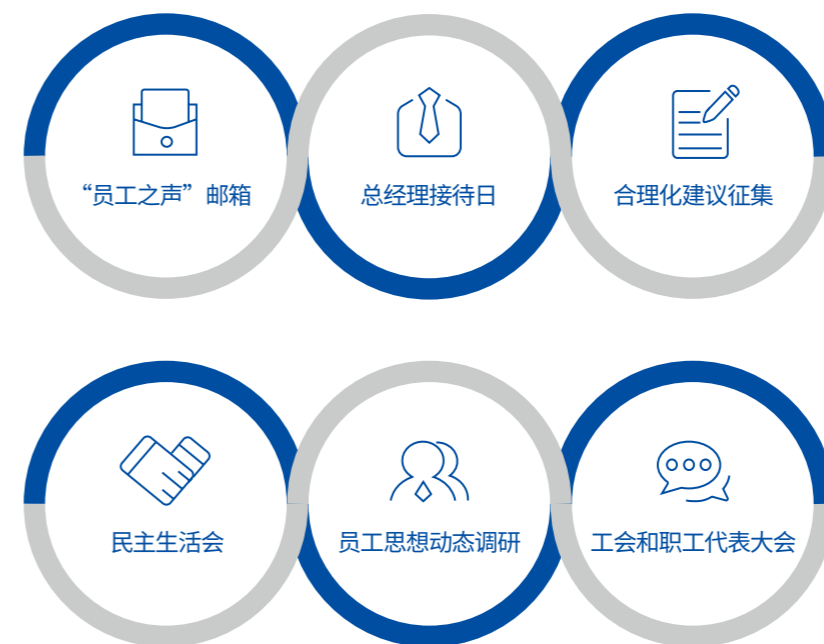 “员工之声”邮箱
总经理接待日
合理化建议征集
民主生活会
员工思想动态调研
工会和职工代表大会